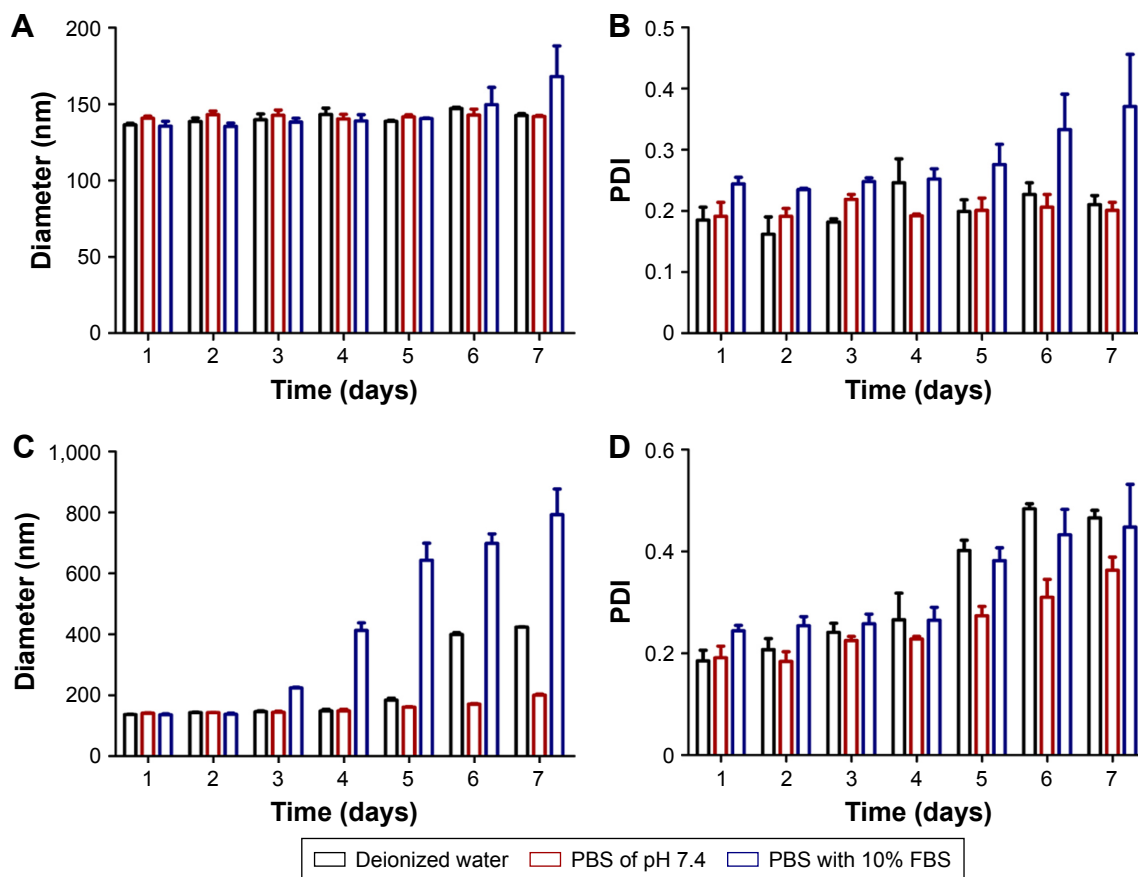 A
200
150
100
50
0
Diameter (nm)
1 2 3 4 5 6 7
Time (days)
B
0.5
0.4
0.3
0.2
0.1
0
PDI
1 2 3 4 5 6 7
Time (days)
C
1,000
800
600
400
200
0
Diameter (nm)
1 2 3 4 5 6 7
Time (days)
D
0.6
0.4
0.2
0
PDI
1 2 3 4 5 6 7
Time (days)
Deionized water PBS of pH 7.4 PBS with 10% FBS